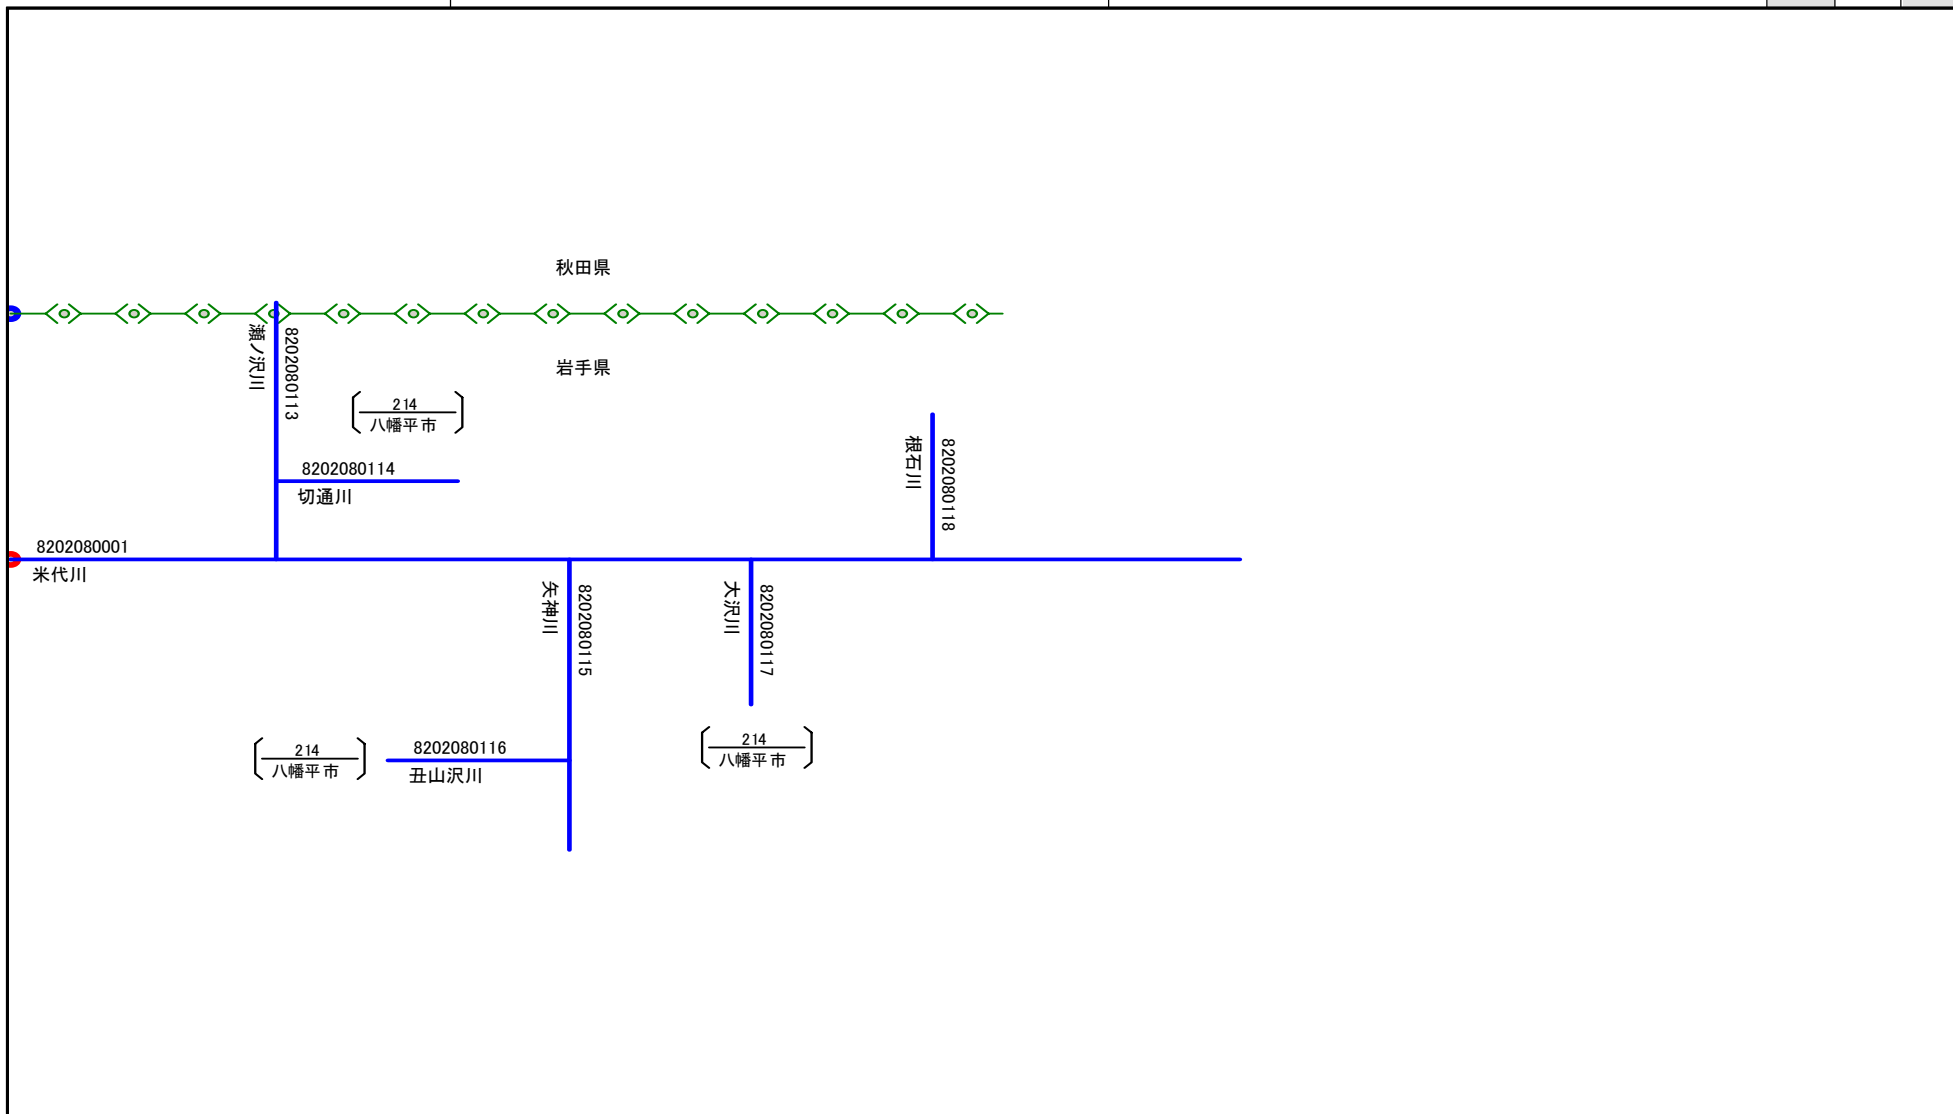 秋田県
岩手県
瀬ノ沢川
8202080113
214
八幡平市
8202080114
切通川
根石川
8202080118
8202080001
米代川
矢神川
8202080115
大沢川
8202080117
214
八幡平市
8202080116
丑山沢川
214
八幡平市